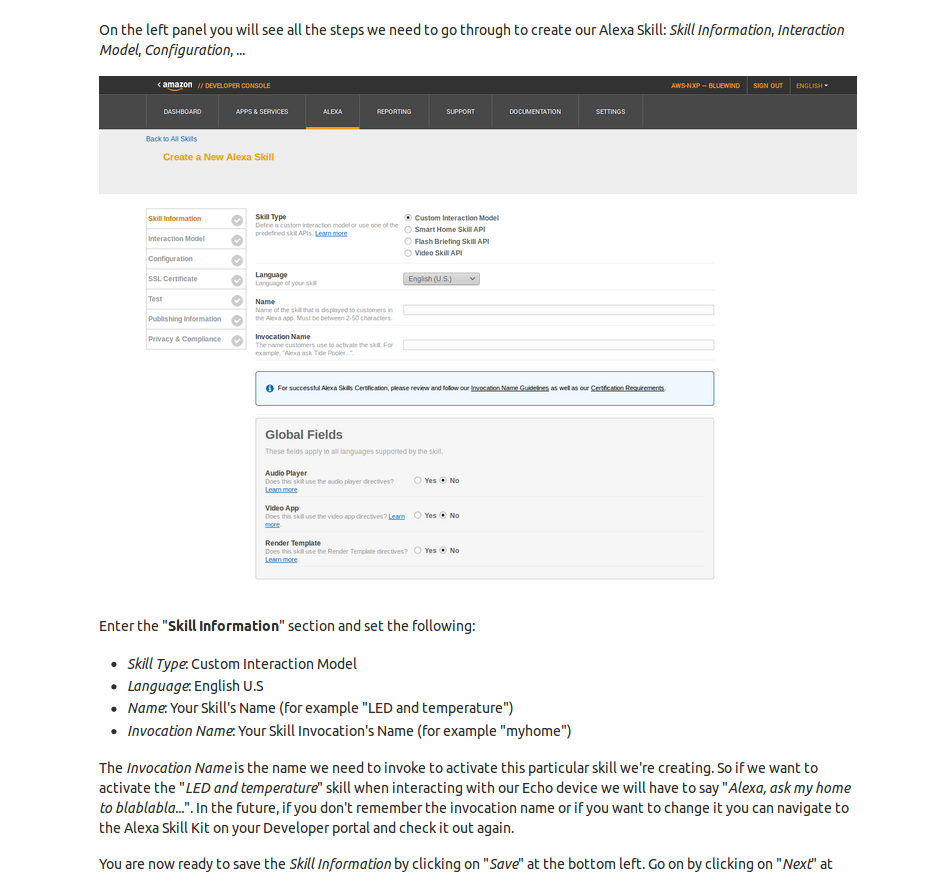 On the left panel you will see all the steps we need to go through to create our Alexa Skill: Skill Information, Interaction
Model, Configuration, ...
< amazon // DEVELOPER CONSOLE AWS-NXP – BLUEWIND SIGN OUT ENGLISH
DASHBOARD APPS & SERVICES ALEXA REPORTING SUPPORT DOCUMENTATION SETTINGS
Back to All Skills
Create a New Alexa Skill
Skill Information
Interaction Model
Configuration
SSL Certificate
Test
Publishing Information
Privacy & Compliance
Skill Type
Define a custom interaction model or use one of the
predefined skill APIs. Learn more
Custom Interaction Model
Smart Home Skill API
Flash Briefing Skill API
Video Skill API
Language
Language of your skill
English (U.S.)
Name
Name of the skill that is displayed to customers in
the Alexa app. Must be between 2-50 characters.
Invocation Name
The name customers use to activate the skill. For
example, "Alexa ask Tide Pooler...".
For successful Alexa Skills Certification, please review and follow our Invocation Name Guidelines as well as our Certification Requirements.
Global Fields
These fields apply to all languages supported by the skill.
Audio Player
Does this skill use the audio player directives?
Learn more.
Yes No
Video App
Does this skill use the video app directives? Learn
more.
Yes No
Render Template
Does this skill use the Render Template directives?
Learn more.
Yes No
Enter the "Skill Information" section and set the following:
• Skill Type: Custom Interaction Model
• Language: English U.S
• Name: Your Skill's Name (for example "LED and temperature")
• Invocation Name: Your Skill Invocation's Name (for example "myhome")
The Invocation Name is the name we need to invoke to activate this particular skill we're creating. So if we want to
activate the "LED and temperature" skill when interacting with our Echo device we will have to say "Alexa, ask my home
to blablabla...". In the future, if you don't remember the invocation name or if you want to change it you can navigate to
the Alexa Skill Kit on your Developer portal and check it out again.
You are now ready to save the Skill Information by clicking on "Save" at the bottom left. Go on by clicking on "Next" at